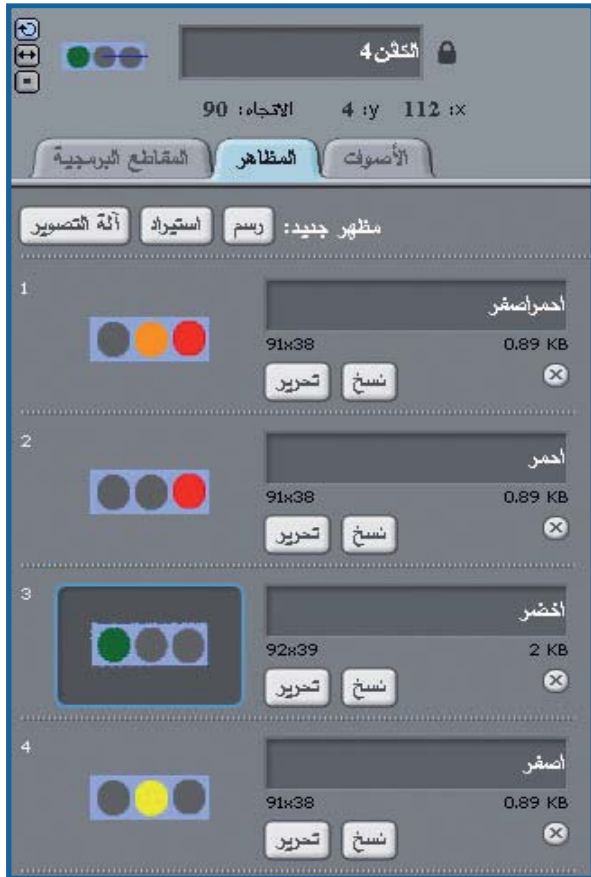 الكائن 4
x: 112 y: 4 الاتجاه: 90
الأصوات المظاهر المقاطع البرمجية
مظهر جديد: رسم استيراد آلة التصوير
1
احمراصفر
91x38 0.89 KB
نسخ تحرير
2
احمر
91x38 0.89 KB
نسخ تحرير
3
اخضر
92x39 2 KB
نسخ تحرير
4
اصفر
91x38 0.89 KB
نسخ تحرير